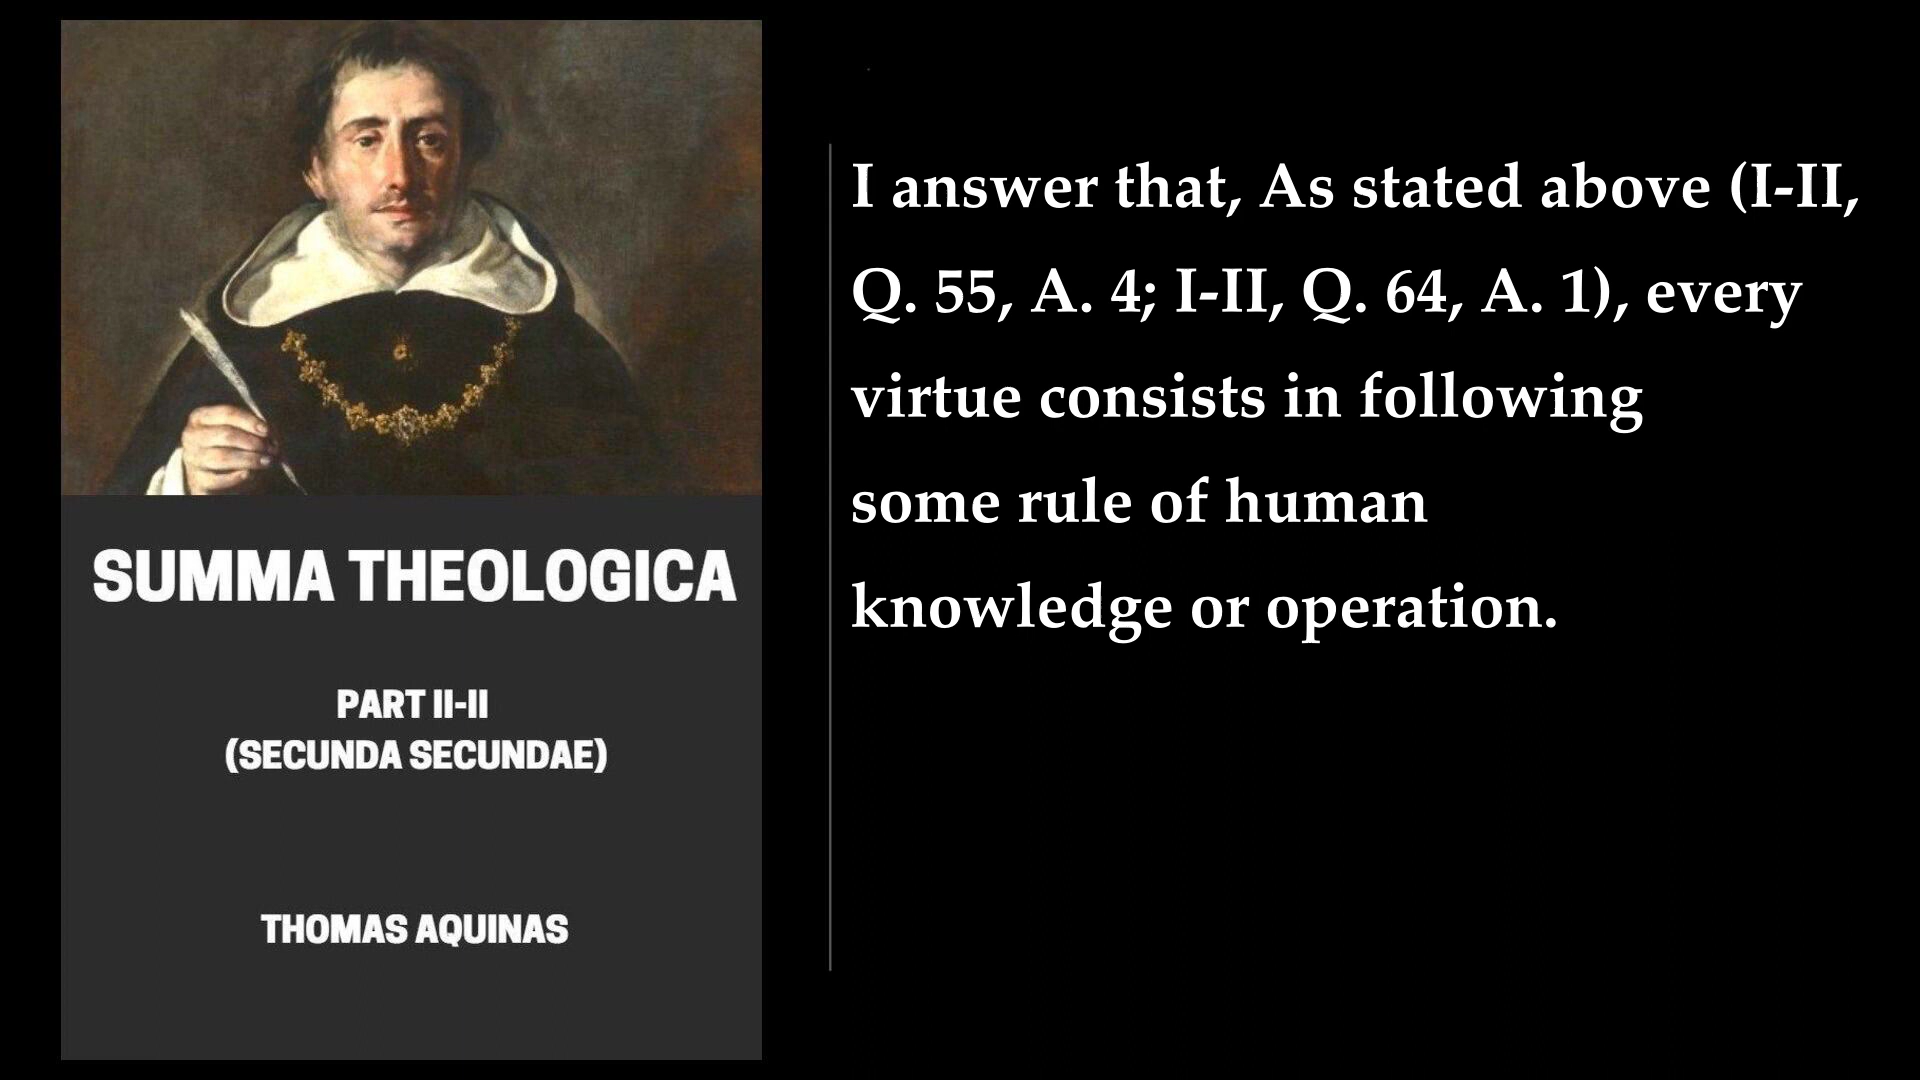 SUMMA THEOLOGICA
PART II-II
(SECUNDA SECUNDAE)
THOMAS AQUINAS
I answer that, As stated above (I-II,
Q. 55, A. 4; I-II, Q. 64, A. 1), every
virtue consists in following
some rule of human
knowledge or operation.